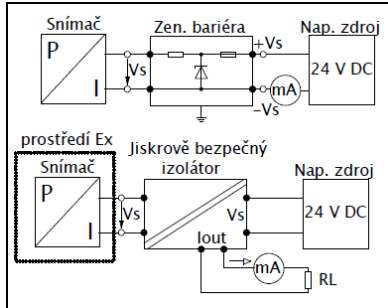 Snímač Zen. bariéra Nap. zdroj
P I Vs +Vs mA –Vs 24 V DC
prostředí Ex
Snímač Jiskrově bezpečný izolátor Nap. zdroj
P I Vs Vs 24 V DC
Iout
mA RL